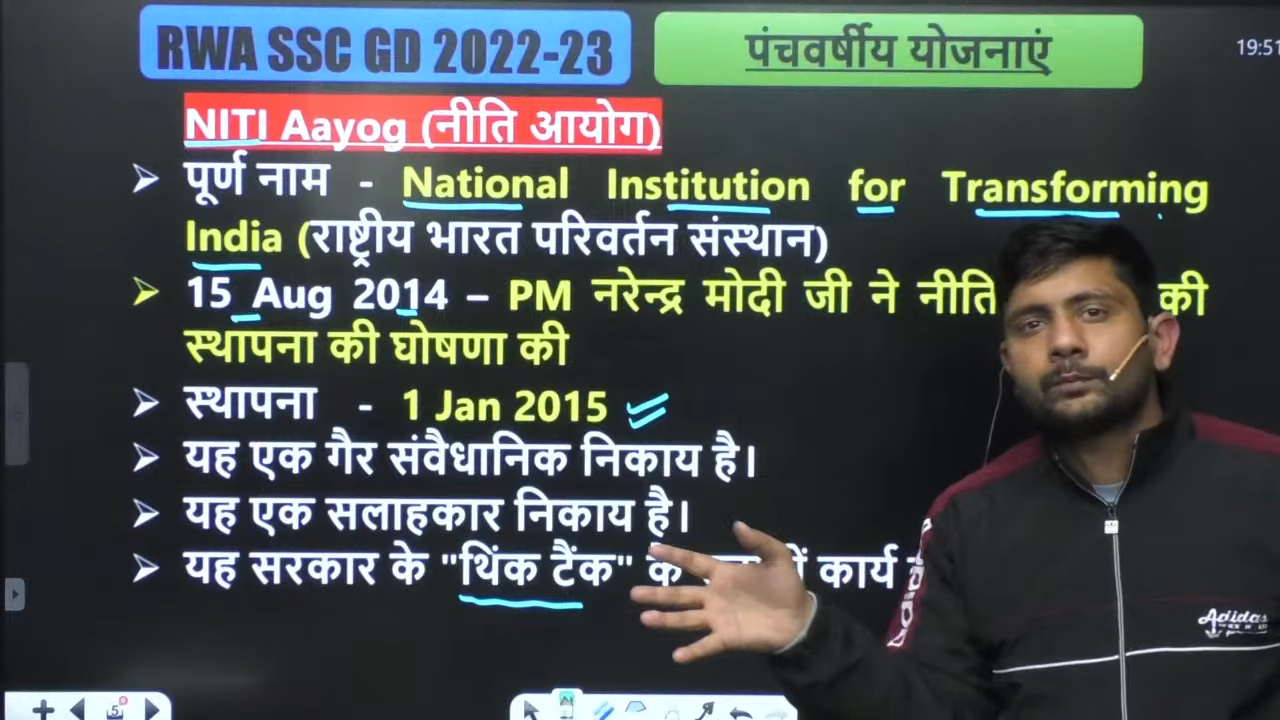 RWA SSC GD 2022-23
पंचवर्षीय योजनाएं
19:51
NITI Aayog (नीति आयोग)
➢ पूर्ण नाम - National Institution for Transforming
India (राष्ट्रीय भारत परिवर्तन संस्थान)
➢ 15 Aug 2014 – PM नरेन्द्र मोदी जी ने नीति की
स्थापना की घोषणा की
➢ स्थापना - 1 Jan 2015
➢ यह एक गैर संवैधानिक निकाय है।
➢ यह एक सलाहकार निकाय है।
➢ यह सरकार के "थिंक टैंक" के कार्य
Adidas